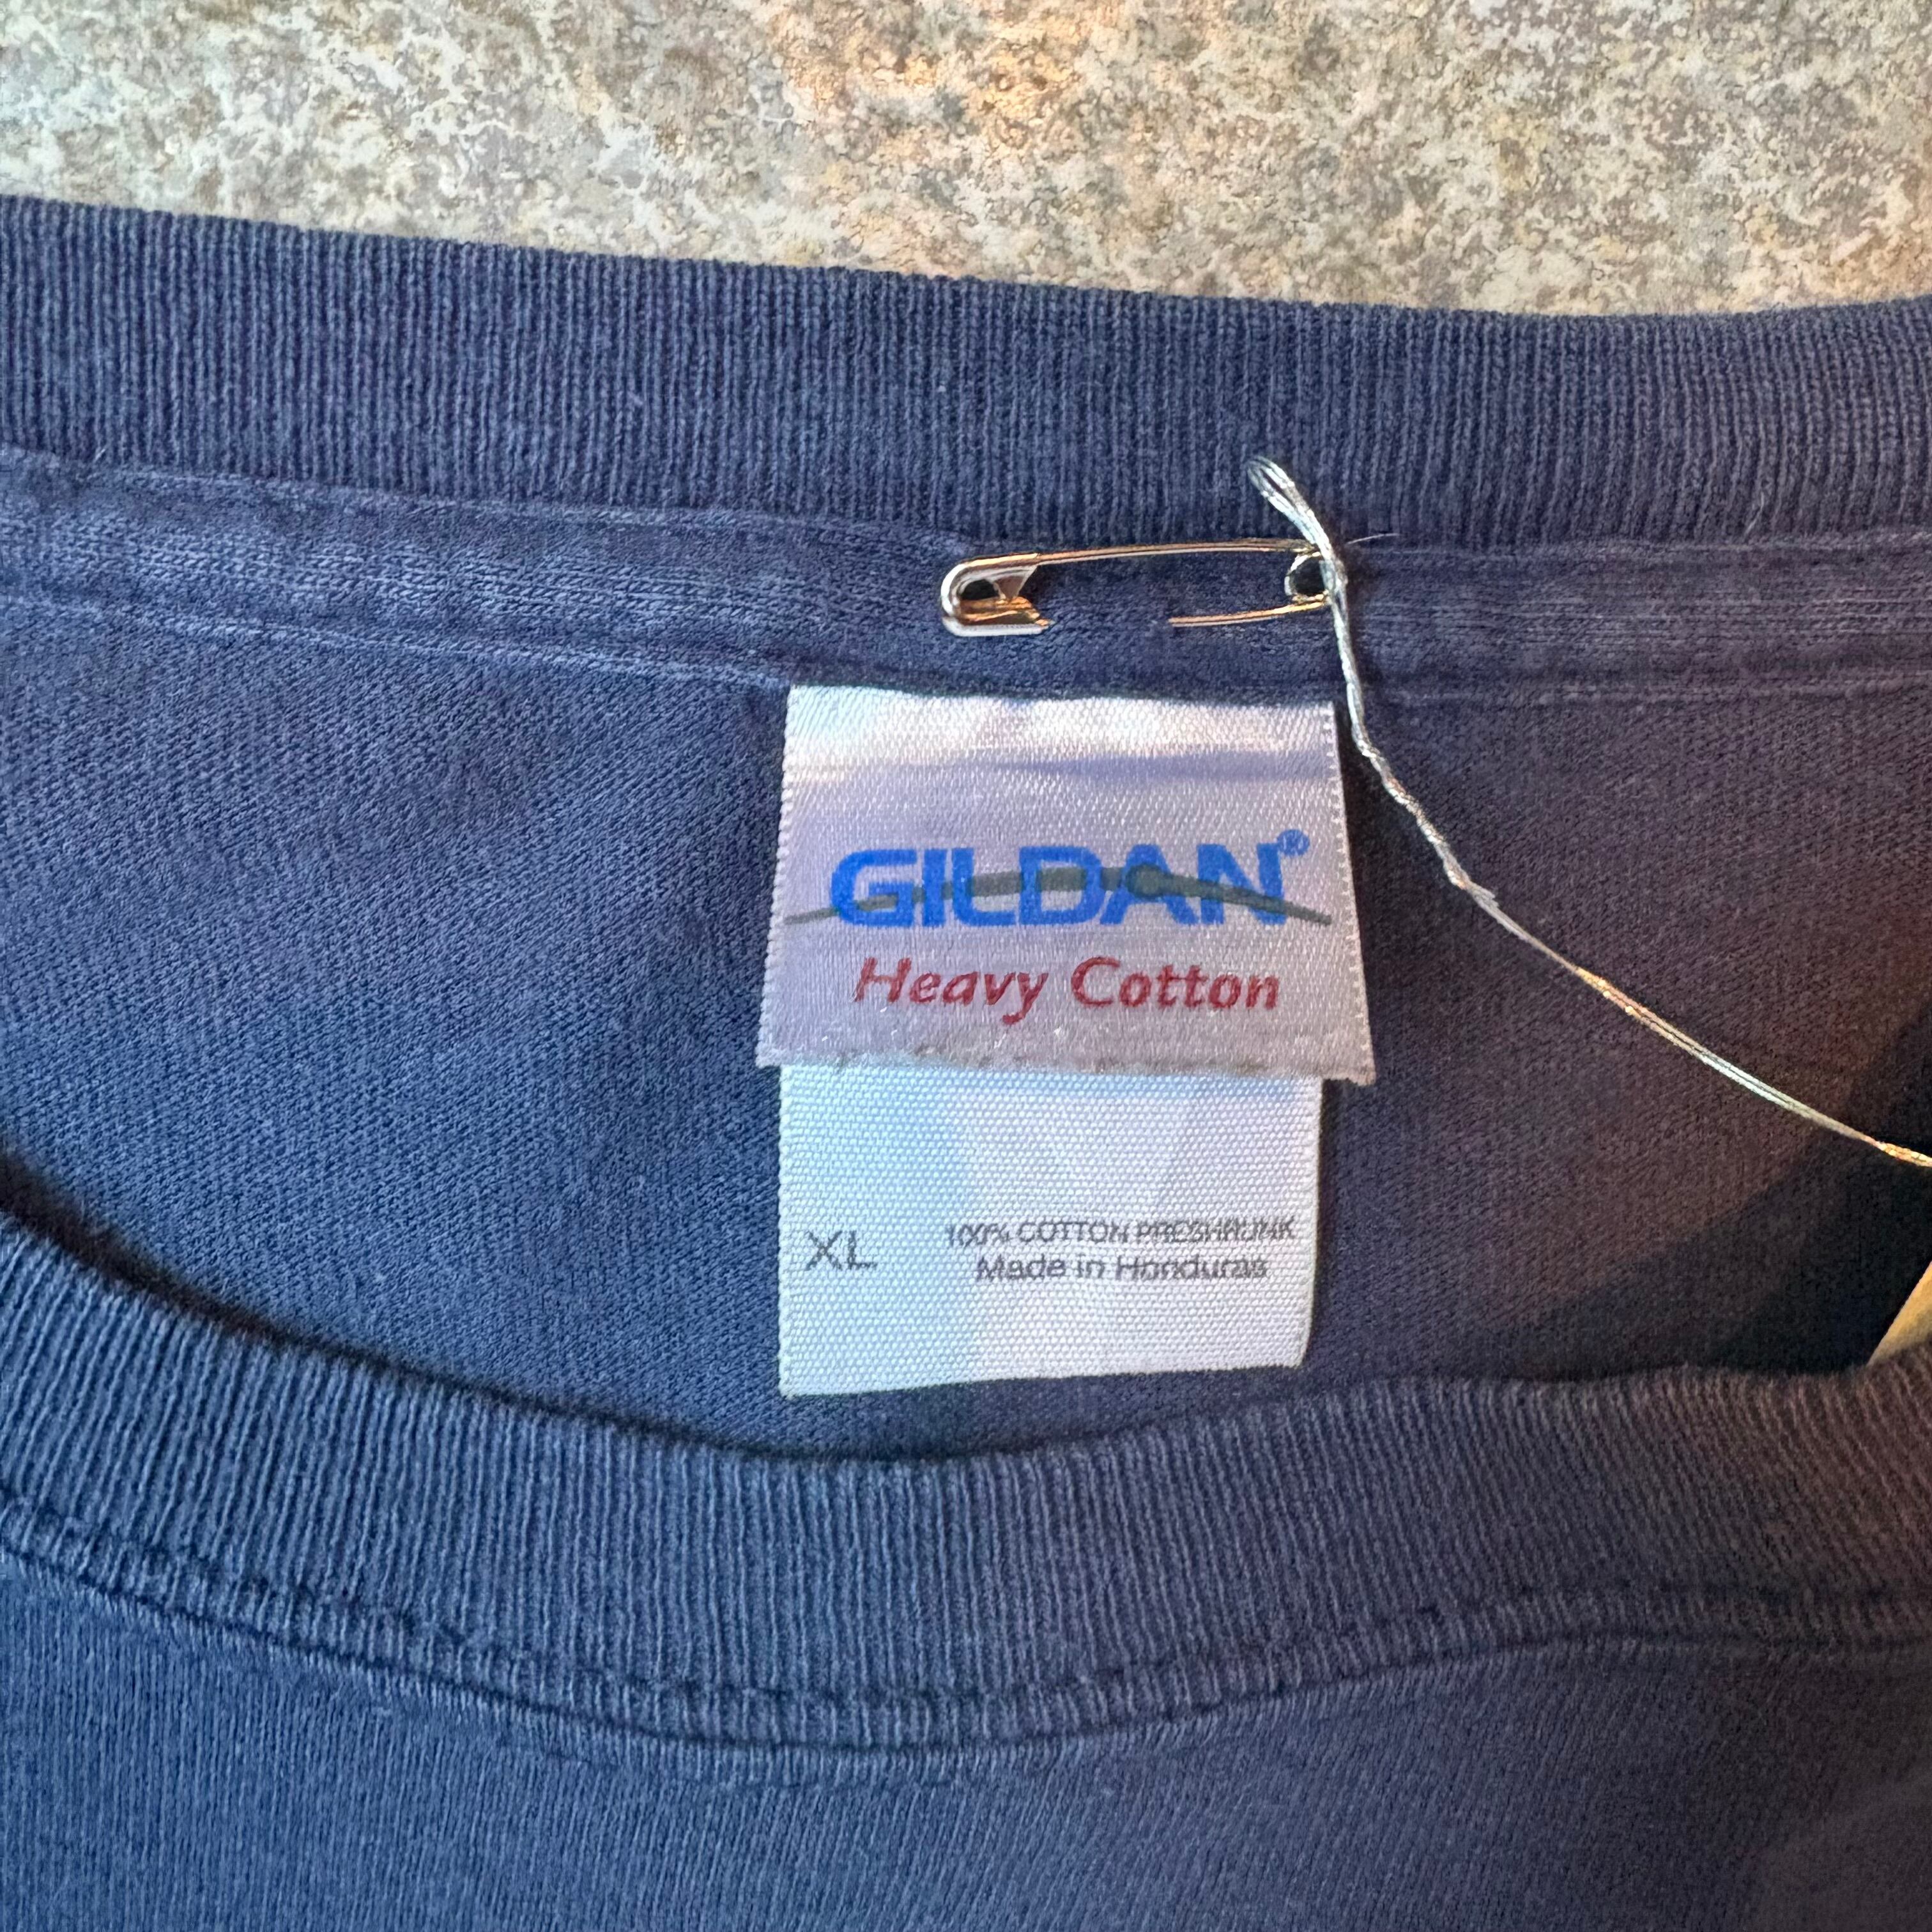 GILDAN®
Heavy Cotton
XL
100% COTTON PRESHRUNK
Made in Honduras